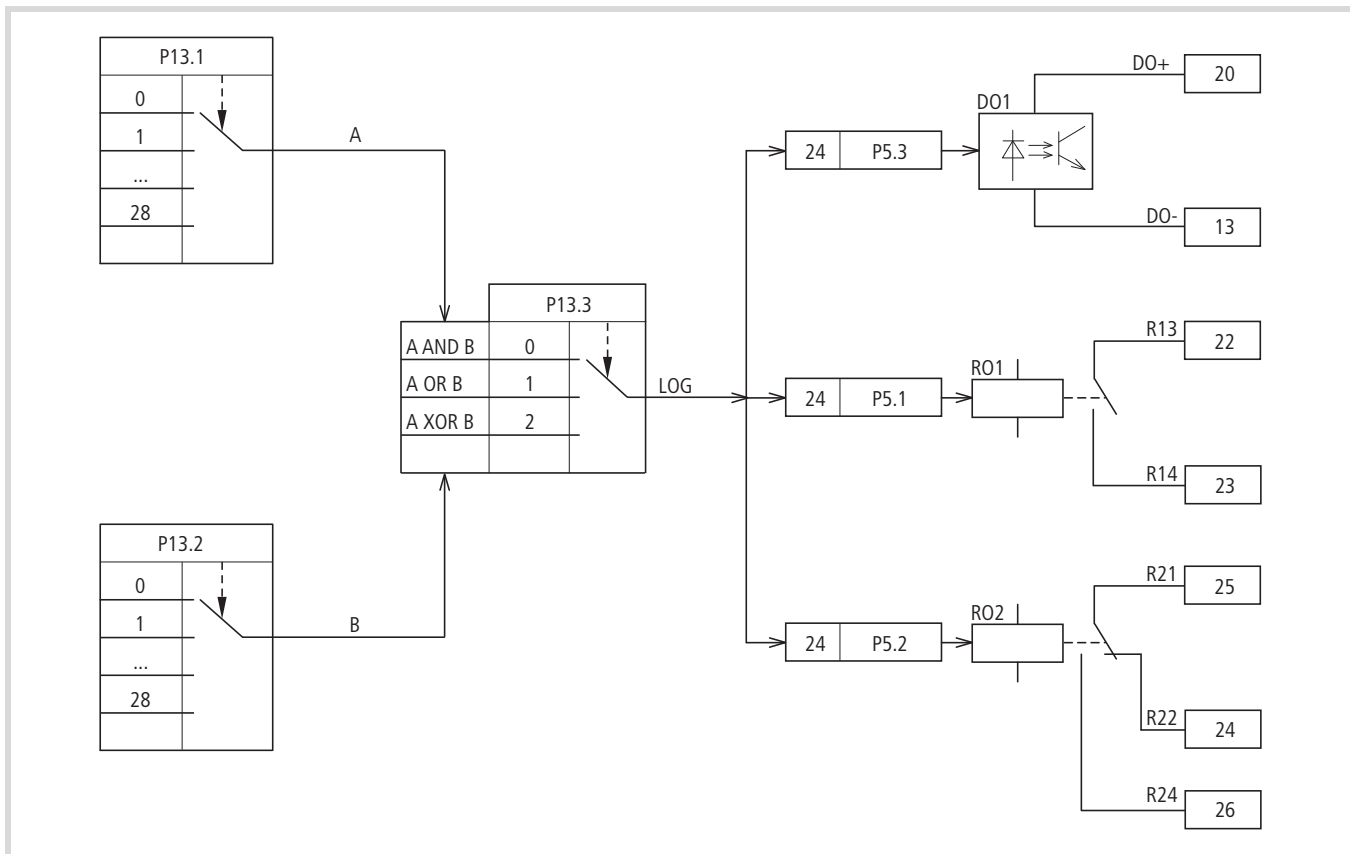 P13.1
0
1
...
28
A
P13.2
0
1
...
28
B
P13.3
A AND B 0
A OR B 1
A XOR B 2
LOG
24 P5.3
DO1
DO+ 20
DO- 13
24 P5.1
RO1
R13 22
R14 23
24 P5.2
RO2
R21 25
R22 24
R24 26